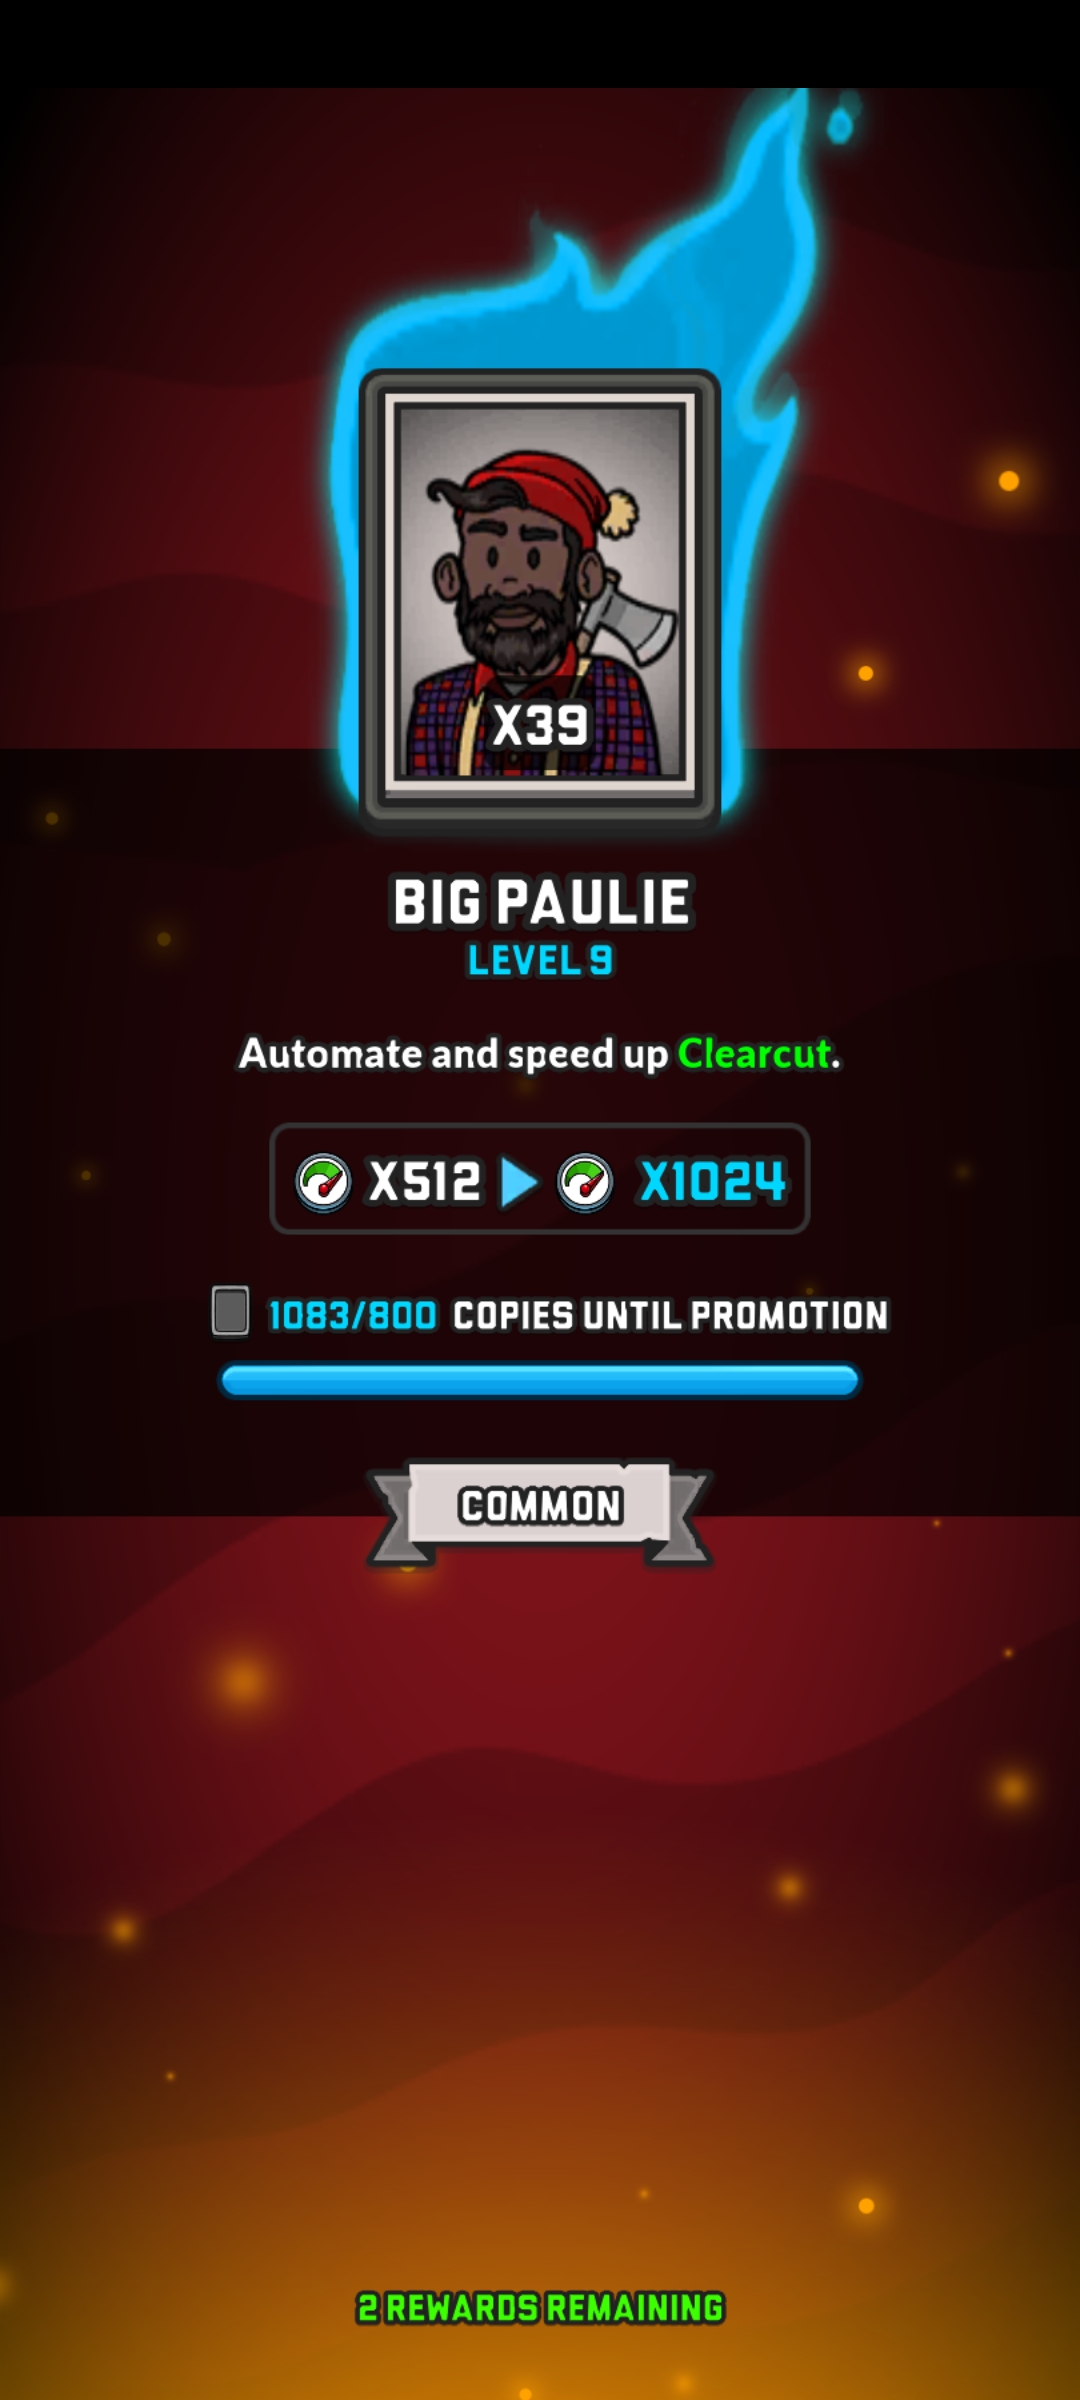 X39
BIG PAULIE
LEVEL 9
Automate and speed up Clearcut.
X512 X1024
1083/800 COPIES UNTIL PROMOTION
COMMON
2 REWARDS REMAINING